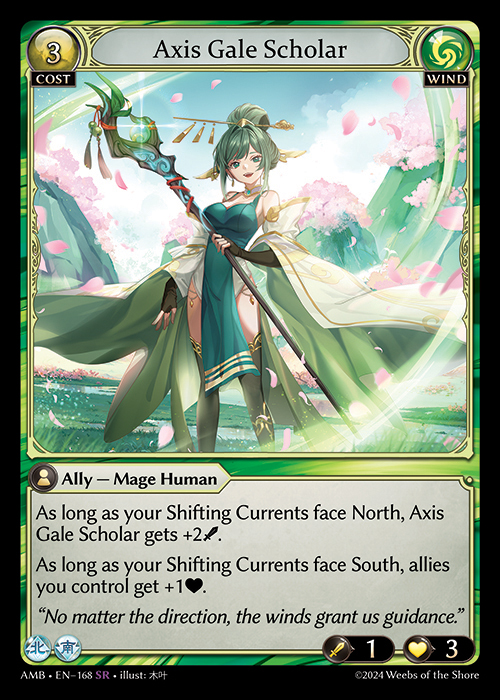 3
Axis Gale Scholar
COST
WIND
Ally — Mage Human
As long as your Shifting Currents face North, Axis
Gale Scholar gets +2.
As long as your Shifting Currents face South, allies
you control get +1.
“No matter the direction, the winds grant us guidance.”
北 南
1
3
AMB • EN–168 SR • illust: 木叶
©2024 Weebs of the Shore